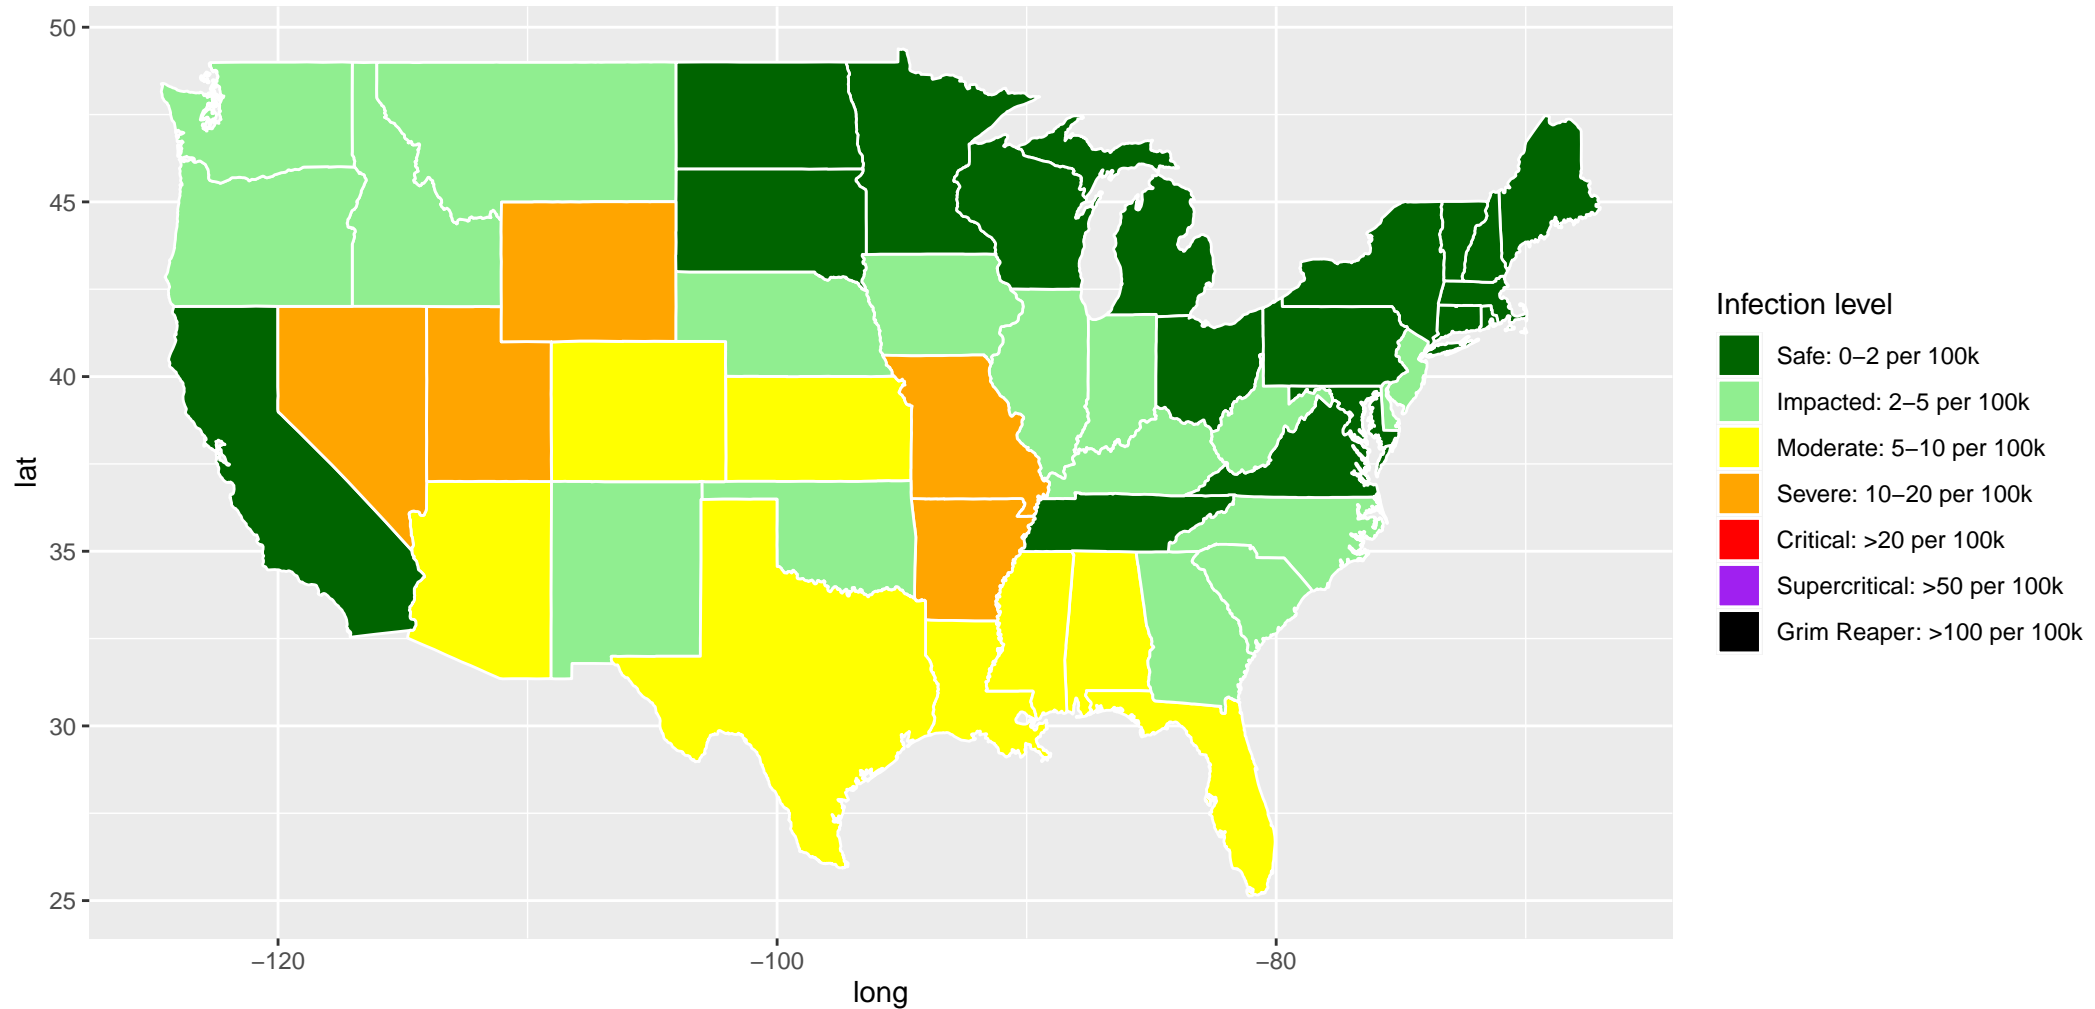 50
45
40
35
30
25
lat
−120
−100
−80
long
Infection level
Safe: 0−2 per 100k
Impacted: 2−5 per 100k
Moderate: 5−10 per 100k
Severe: 10−20 per 100k
Critical: >20 per 100k
Supercritical: >50 per 100k
Grim Reaper: >100 per 100k